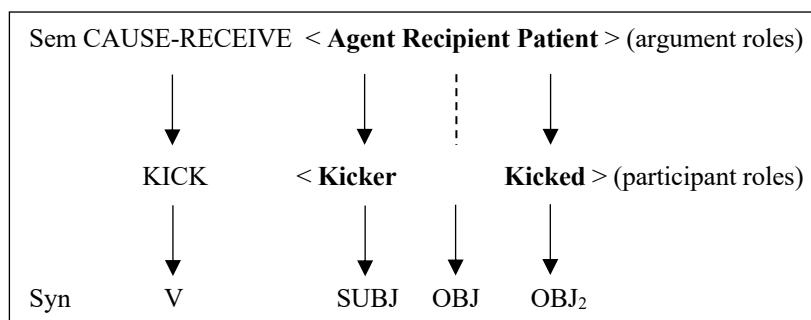 Sem CAUSE-RECEIVE < Agent Recipient Patient > (argument roles)
KICK < Kicker Kicked > (participant roles)
Syn V SUBJ OBJ OBJ₂